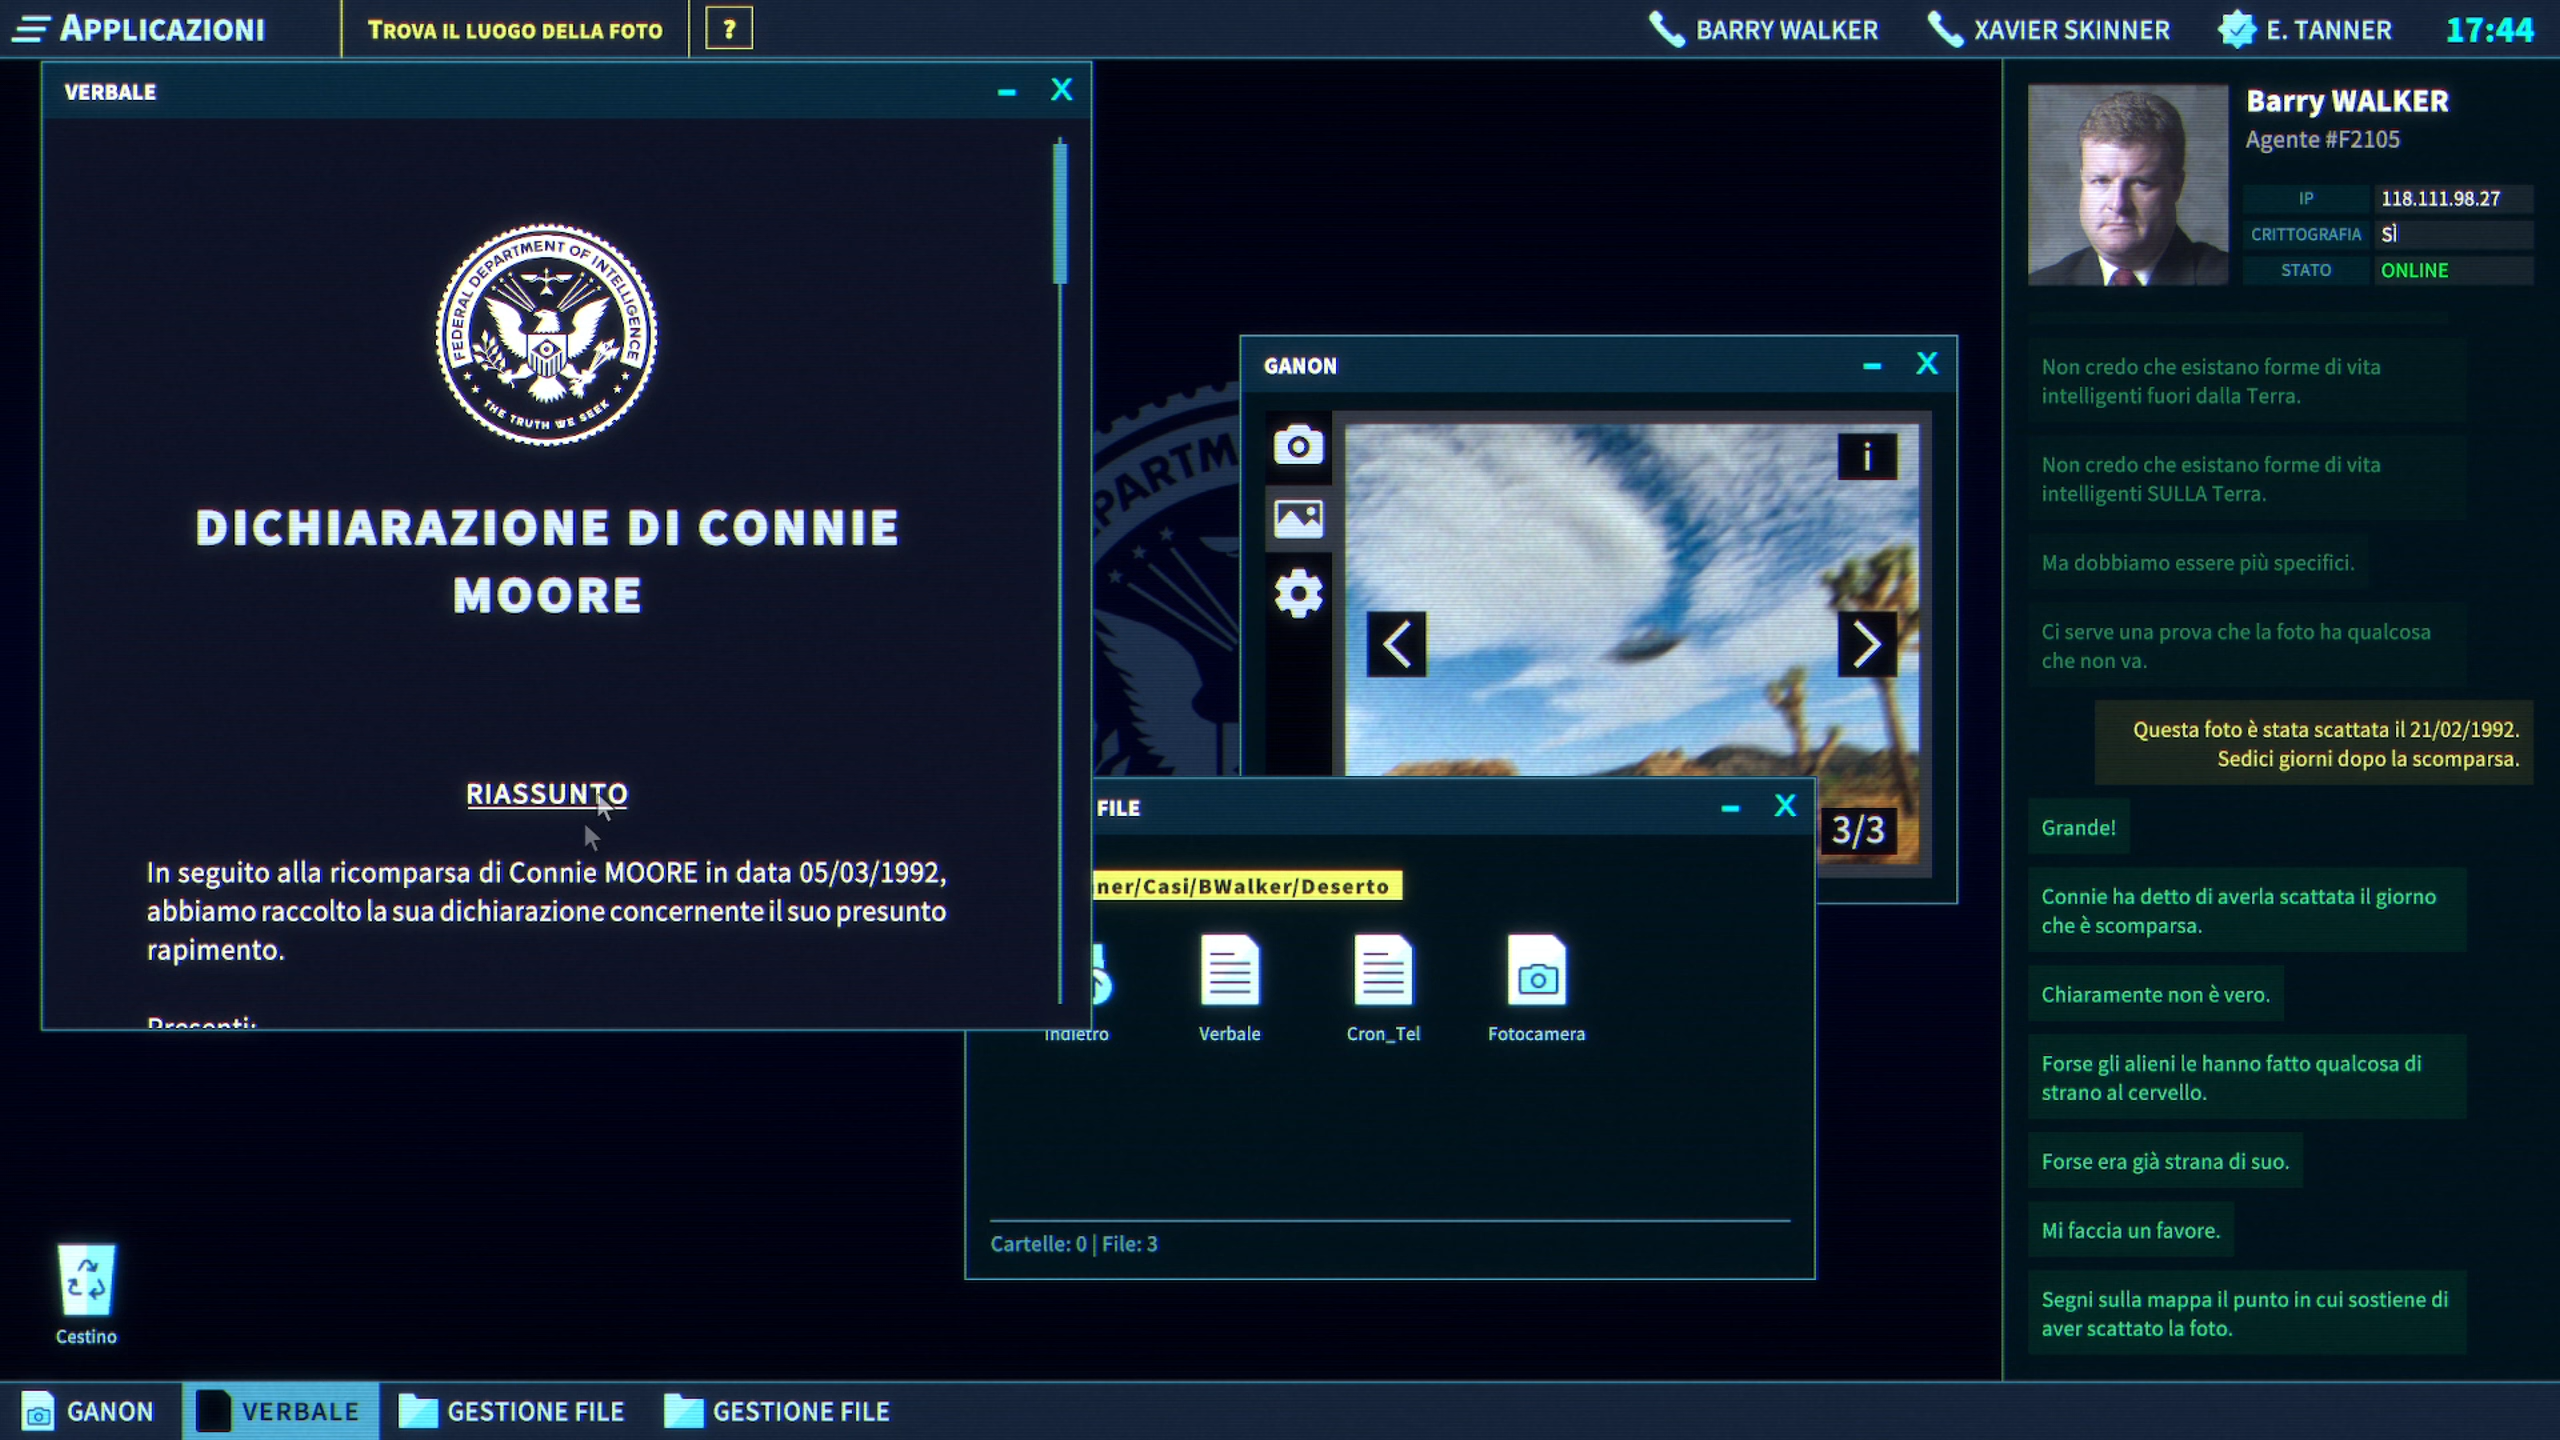 APPLICAZIONI
TROVA IL LUOGO DELLA FOTO
?
BARRY WALKER
XAVIER SKINNER
E. TANNER
17:44
VERBALE
X
FEDERAL DEPARTMENT OF INTELLIGENCE
THE TRUTH WE SEEK
DICHIARAZIONE DI CONNIE
MOORE
RIASSUNTO
In seguito alla ricomparsa di Connie MOORE in data 05/03/1992,
abbiamo raccolto la sua dichiarazione concernente il suo presunto
rapimento.
Presenti:
GANON
X
i
3/3
FILE
X
ner/Casi/BWalker/Deserto
Indietro
Verbale
Cron_Tel
Fotocamera
Cartelle: 0 | File: 3
Barry WALKER
Agente #F2105
IP
118.111.98.27
CRITTOGRAFIA
SÌ
STATO
ONLINE
Non credo che esistano forme di vita
intelligenti fuori dalla Terra.
Non credo che esistano forme di vita
intelligenti SULLA Terra.
Ma dobbiamo essere più specifici.
Ci serve una prova che la foto ha qualcosa
che non va.
Questa foto è stata scattata il 21/02/1992.
Sedici giorni dopo la scomparsa.
Grande!
Connie ha detto di averla scattata il giorno
che è scomparsa.
Chiaramente non è vero.
Forse gli alieni le hanno fatto qualcosa di
strano al cervello.
Forse era già strana di suo.
Mi faccia un favore.
Segni sulla mappa il punto in cui sostiene di
aver scattato la foto.
Cestino
GANON
VERBALE
GESTIONE FILE
GESTIONE FILE